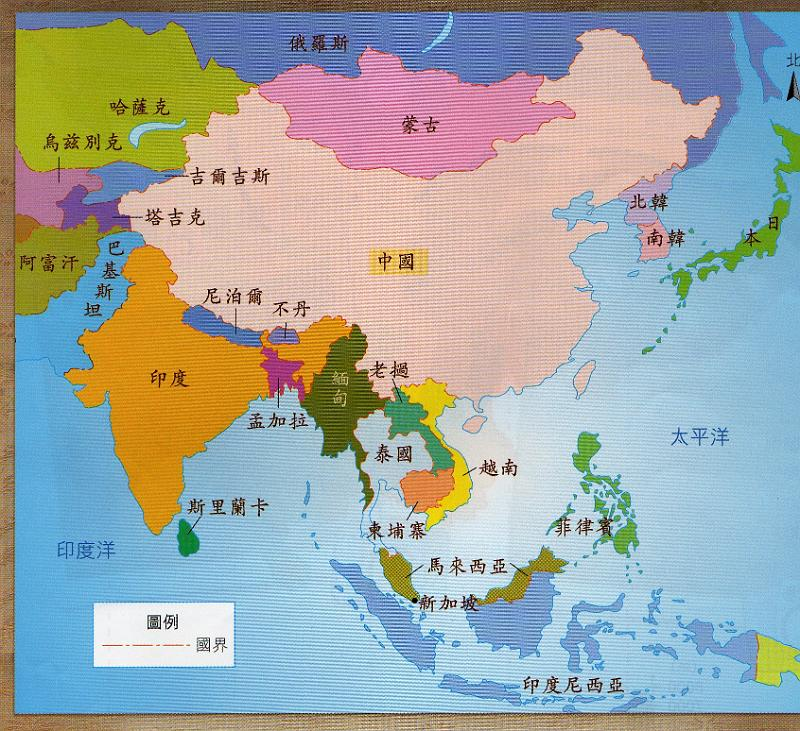 俄羅斯
北
哈薩克
蒙古
烏茲別克
吉爾吉斯
塔吉克
北韓
南韓
日本
中國
阿富汗
巴基斯坦
尼泊爾
不丹
印度
緬甸
老撾
孟加拉
太平洋
泰國
越南
斯里蘭卡
柬埔寨
菲律賓
印度洋
馬來西亞
新加坡
圖例
國界
印度尼西亞